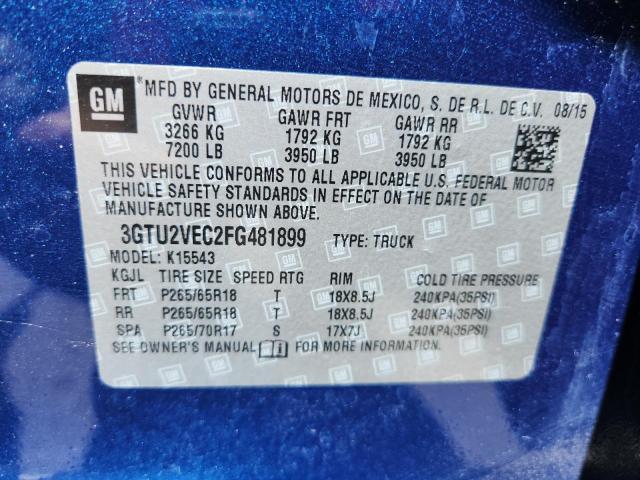 GM
®MFD BY GENERAL MOTORS DE MEXICO, S. DE R.L. DE C.V. 08/15
GVWR GAWR FRT GAWR RR
3266 KG 1792 KG 1792 KG
7200 LB 3950 LB 3950 LB
THIS VEHICLE CONFORMS TO ALL APPLICABLE U.S. FEDERAL MOTOR
VEHICLE SAFETY STANDARDS IN EFFECT ON THE DATE OF
MANUFACTURE SHOWN ABOVE.
3GTU2VEC2FG481899 TYPE: TRUCK
MODEL: K15543
KGJL TIRE SIZE SPEED RTG RIM COLD TIRE PRESSURE
FRT P265/65R18 T 18X8.5J 240KPA(35PSI)
RR P265/65R18 T 18X8.5J 240KPA(35PSI)
SPA P265/70R17 S 17X7J 240KPA(35PSI)
SEE OWNER'S MANUAL FOR MORE INFORMATION.